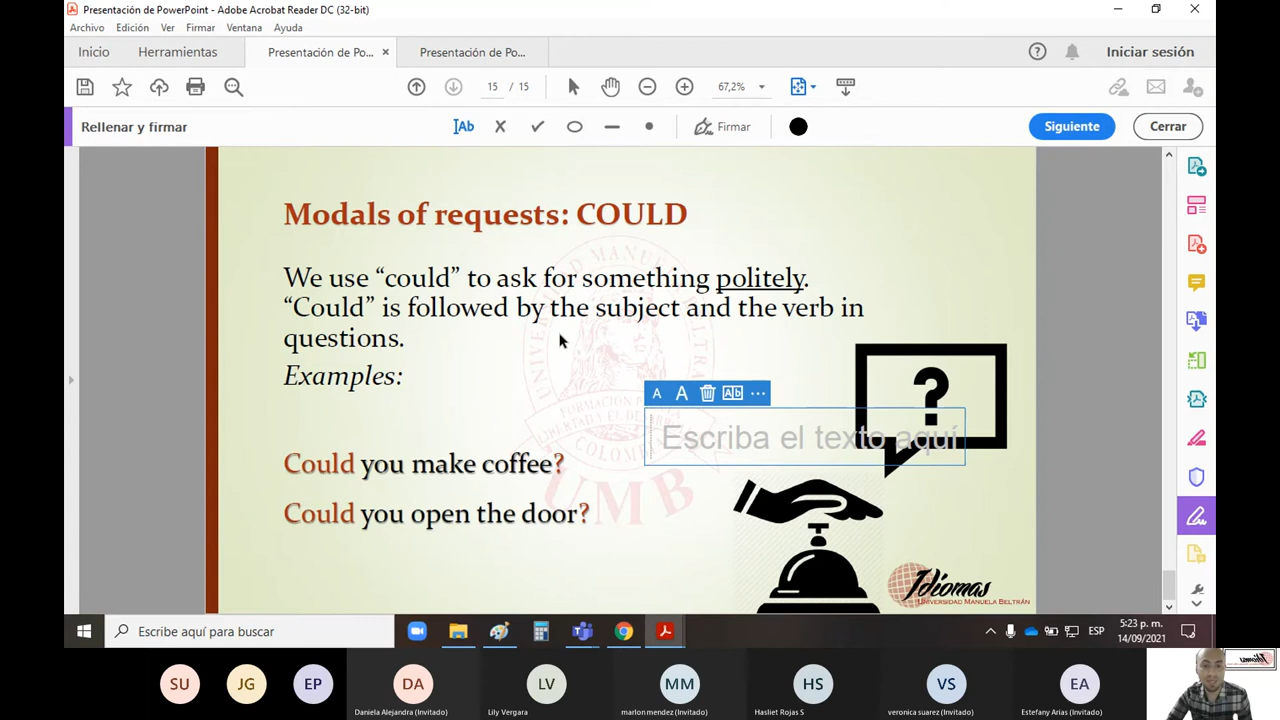 Presentación de PowerPoint - Adobe Acrobat Reader DC (32-bit)
Archivo Edición Ver Firmar Ventana Ayuda
Inicio Herramientas Presentación de Po... × Presentación de Po... Iniciar sesión
15 / 15 67,2%
Rellenar y firmar Ab Firmar Siguiente Cerrar
Modals of requests: COULD
We use “could” to ask for something politely.
“Could” is followed by the subject and the verb in
questions.
Examples:
A A Ab ...
Escriba el texto aquí
?
Could you make coffee?
Could you open the door?
UMB
Idiomas
UNIVERSIDAD MANUELA BELTRÁN
Escribe aquí para buscar
ESP
5:23 p. m.
14/09/2021
SU JG EP DA LV MM HS VS EA
Daniela Alejandra (Invitado) Lily Vergara marlon mendez (Invitado) Hasliet Rojas S veronica suarez (Invitado) Estefany Arias (Invitado)